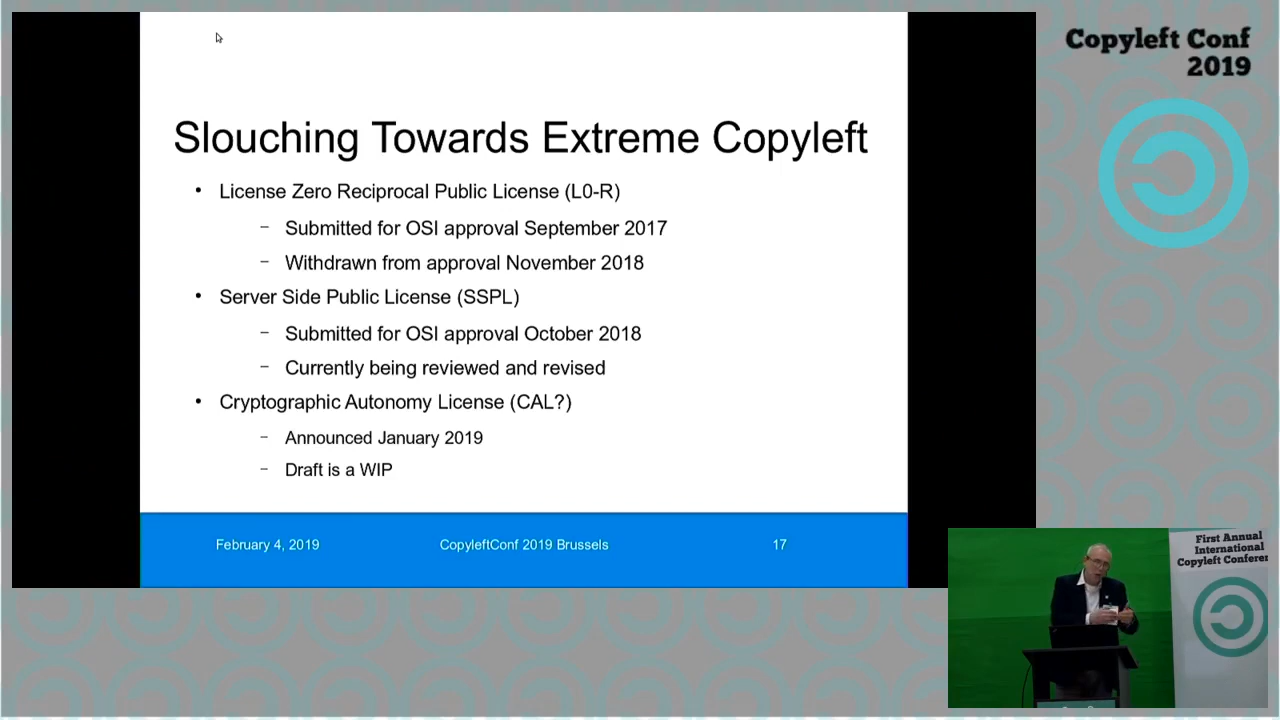 Copyleft Conf
2019
Slouching Towards Extreme Copyleft
• License Zero Reciprocal Public License (L0-R)
– Submitted for OSI approval September 2017
– Withdrawn from approval November 2018
• Server Side Public License (SSPL)
– Submitted for OSI approval October 2018
– Currently being reviewed and revised
• Cryptographic Autonomy License (CAL?)
– Announced January 2019
– Draft is a WIP
February 4, 2019
CopyleftConf 2019 Brussels
17
First Annual
International
Copyleft Conferen